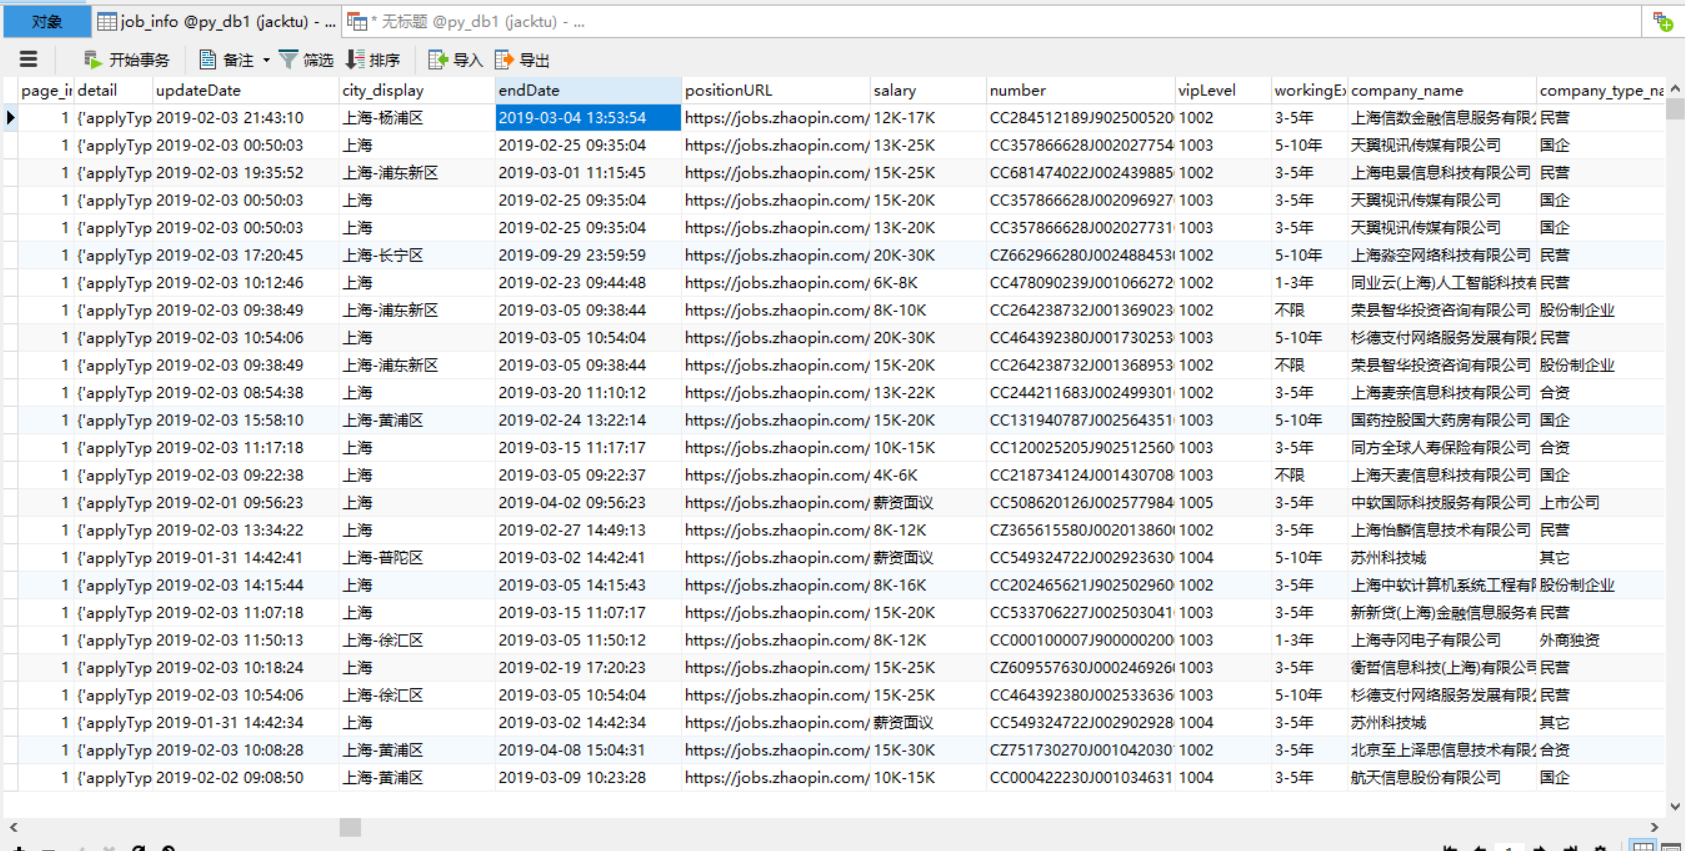 对象 job_info @py_db1 (jacktu) - ... * 无标题 @py_db1 (jacktu) - ...
开始事务 备注 筛选 排序 导入 导出
page_ir detail updateDate city_display endDate positionURL salary number vipLevel workingEx company_name company_type_na
1 {'applyTyp 2019-02-03 21:43:10 上海-杨浦区 2019-03-04 13:53:54 https://jobs.zhaopin.com/ 12K-17K CC284512189J902500520 1002 3-5年 上海信数金融信息服务有限公 民营
1 {'applyTyp 2019-02-03 00:50:03 上海 2019-02-25 09:35:04 https://jobs.zhaopin.com/ 13K-25K CC357866628J002027754 1003 5-10年 天翼视讯传媒有限公司 国企
1 {'applyTyp 2019-02-03 19:35:52 上海-浦东新区 2019-03-01 11:15:45 https://jobs.zhaopin.com/ 15K-25K CC681474022J002439885 1002 3-5年 上海电景信息科技有限公司 民营
1 {'applyTyp 2019-02-03 00:50:03 上海 2019-02-25 09:35:04 https://jobs.zhaopin.com/ 15K-20K CC357866628J002096927 1003 3-5年 天翼视讯传媒有限公司 国企
1 {'applyTyp 2019-02-03 00:50:03 上海 2019-02-25 09:35:04 https://jobs.zhaopin.com/ 13K-20K CC357866628J002027731 1003 3-5年 天翼视讯传媒有限公司 国企
1 {'applyTyp 2019-02-03 17:20:45 上海-长宁区 2019-09-29 23:59:59 https://jobs.zhaopin.com/ 20K-30K CZ662966280J002488453 1002 5-10年 上海淼空网络科技有限公司 民营
1 {'applyTyp 2019-02-03 10:12:46 上海 2019-02-23 09:44:48 https://jobs.zhaopin.com/ 6K-8K CC478090239J001066272 1002 1-3年 同业云(上海)人工智能科技有 民营
1 {'applyTyp 2019-02-03 09:38:49 上海-浦东新区 2019-03-05 09:38:44 https://jobs.zhaopin.com/ 8K-10K CC264238732J001369023 1002 不限 荣县智华投资咨询有限公司 股份制企业
1 {'applyTyp 2019-02-03 10:54:06 上海 2019-03-05 10:54:04 https://jobs.zhaopin.com/ 20K-30K CC464392380J001730253 1003 5-10年 杉德支付网络服务发展有限公 民营
1 {'applyTyp 2019-02-03 09:38:49 上海-浦东新区 2019-03-05 09:38:44 https://jobs.zhaopin.com/ 15K-20K CC264238732J001368953 1002 不限 荣县智华投资咨询有限公司 股份制企业
1 {'applyTyp 2019-02-03 08:54:38 上海 2019-03-20 11:10:12 https://jobs.zhaopin.com/ 13K-22K CC244211683J002499301 1002 3-5年 上海麦亲信息科技有限公司 合资
1 {'applyTyp 2019-02-03 15:58:10 上海-黄浦区 2019-02-24 13:22:14 https://jobs.zhaopin.com/ 15K-20K CC131940787J002564351 1003 5-10年 国药控股国大药房有限公司 国企
1 {'applyTyp 2019-02-03 11:17:18 上海 2019-03-15 11:17:17 https://jobs.zhaopin.com/ 10K-15K CC120025205J902512560 1003 3-5年 同方全球人寿保险有限公司 合资
1 {'applyTyp 2019-02-03 09:22:38 上海 2019-03-05 09:22:37 https://jobs.zhaopin.com/ 4K-6K CC218734124J001430708 1003 不限 上海天麦信息科技有限公司 国企
1 {'applyTyp 2019-02-01 09:56:23 上海 2019-04-02 09:56:23 https://jobs.zhaopin.com/ 薪资面议 CC508620126J002577984 1005 3-5年 中软国际科技服务有限公司 上市公司
1 {'applyTyp 2019-02-03 13:34:22 上海 2019-02-27 14:49:13 https://jobs.zhaopin.com/ 8K-12K CZ365615580J002013860 1002 3-5年 上海怡麟信息技术有限公司 民营
1 {'applyTyp 2019-01-31 14:42:41 上海-普陀区 2019-03-02 14:42:41 https://jobs.zhaopin.com/ 薪资面议 CC549324722J002923630 1004 5-10年 苏州科技城 其它
1 {'applyTyp 2019-02-03 14:15:44 上海 2019-03-05 14:15:43 https://jobs.zhaopin.com/ 8K-16K CC202465621J902502960 1002 3-5年 上海中软计算机系统工程有限 股份制企业
1 {'applyTyp 2019-02-03 11:07:18 上海 2019-03-15 11:07:17 https://jobs.zhaopin.com/ 15K-20K CC533706227J002503041 1003 3-5年 新新贷(上海)金融信息服务有 民营
1 {'applyTyp 2019-02-03 11:50:13 上海-徐汇区 2019-03-05 11:50:12 https://jobs.zhaopin.com/ 8K-12K CC000100007J900000200 1003 1-3年 上海寺冈电子有限公司 外商独资
1 {'applyTyp 2019-02-03 10:18:24 上海 2019-02-19 17:20:23 https://jobs.zhaopin.com/ 15K-25K CZ609557630J000246926 1003 3-5年 衡哲信息科技(上海)有限公司 民营
1 {'applyTyp 2019-02-03 10:54:06 上海-徐汇区 2019-03-05 10:54:04 https://jobs.zhaopin.com/ 15K-25K CC464392380J002533636 1003 5-10年 杉德支付网络服务发展有限公 民营
1 {'applyTyp 2019-01-31 14:42:34 上海 2019-03-02 14:42:34 https://jobs.zhaopin.com/ 薪资面议 CC549324722J002902928 1004 3-5年 苏州科技城 其它
1 {'applyTyp 2019-02-03 10:08:28 上海-黄浦区 2019-04-08 15:04:31 https://jobs.zhaopin.com/ 15K-30K CZ751730270J001042030 1002 3-5年 北京至上泽思信息技术有限公 合资
1 {'applyTyp 2019-02-02 09:08:50 上海-黄浦区 2019-03-09 10:23:28 https://jobs.zhaopin.com/ 10K-15K CC000422230J001034631 1004 3-5年 航天信息股份有限公司 国企